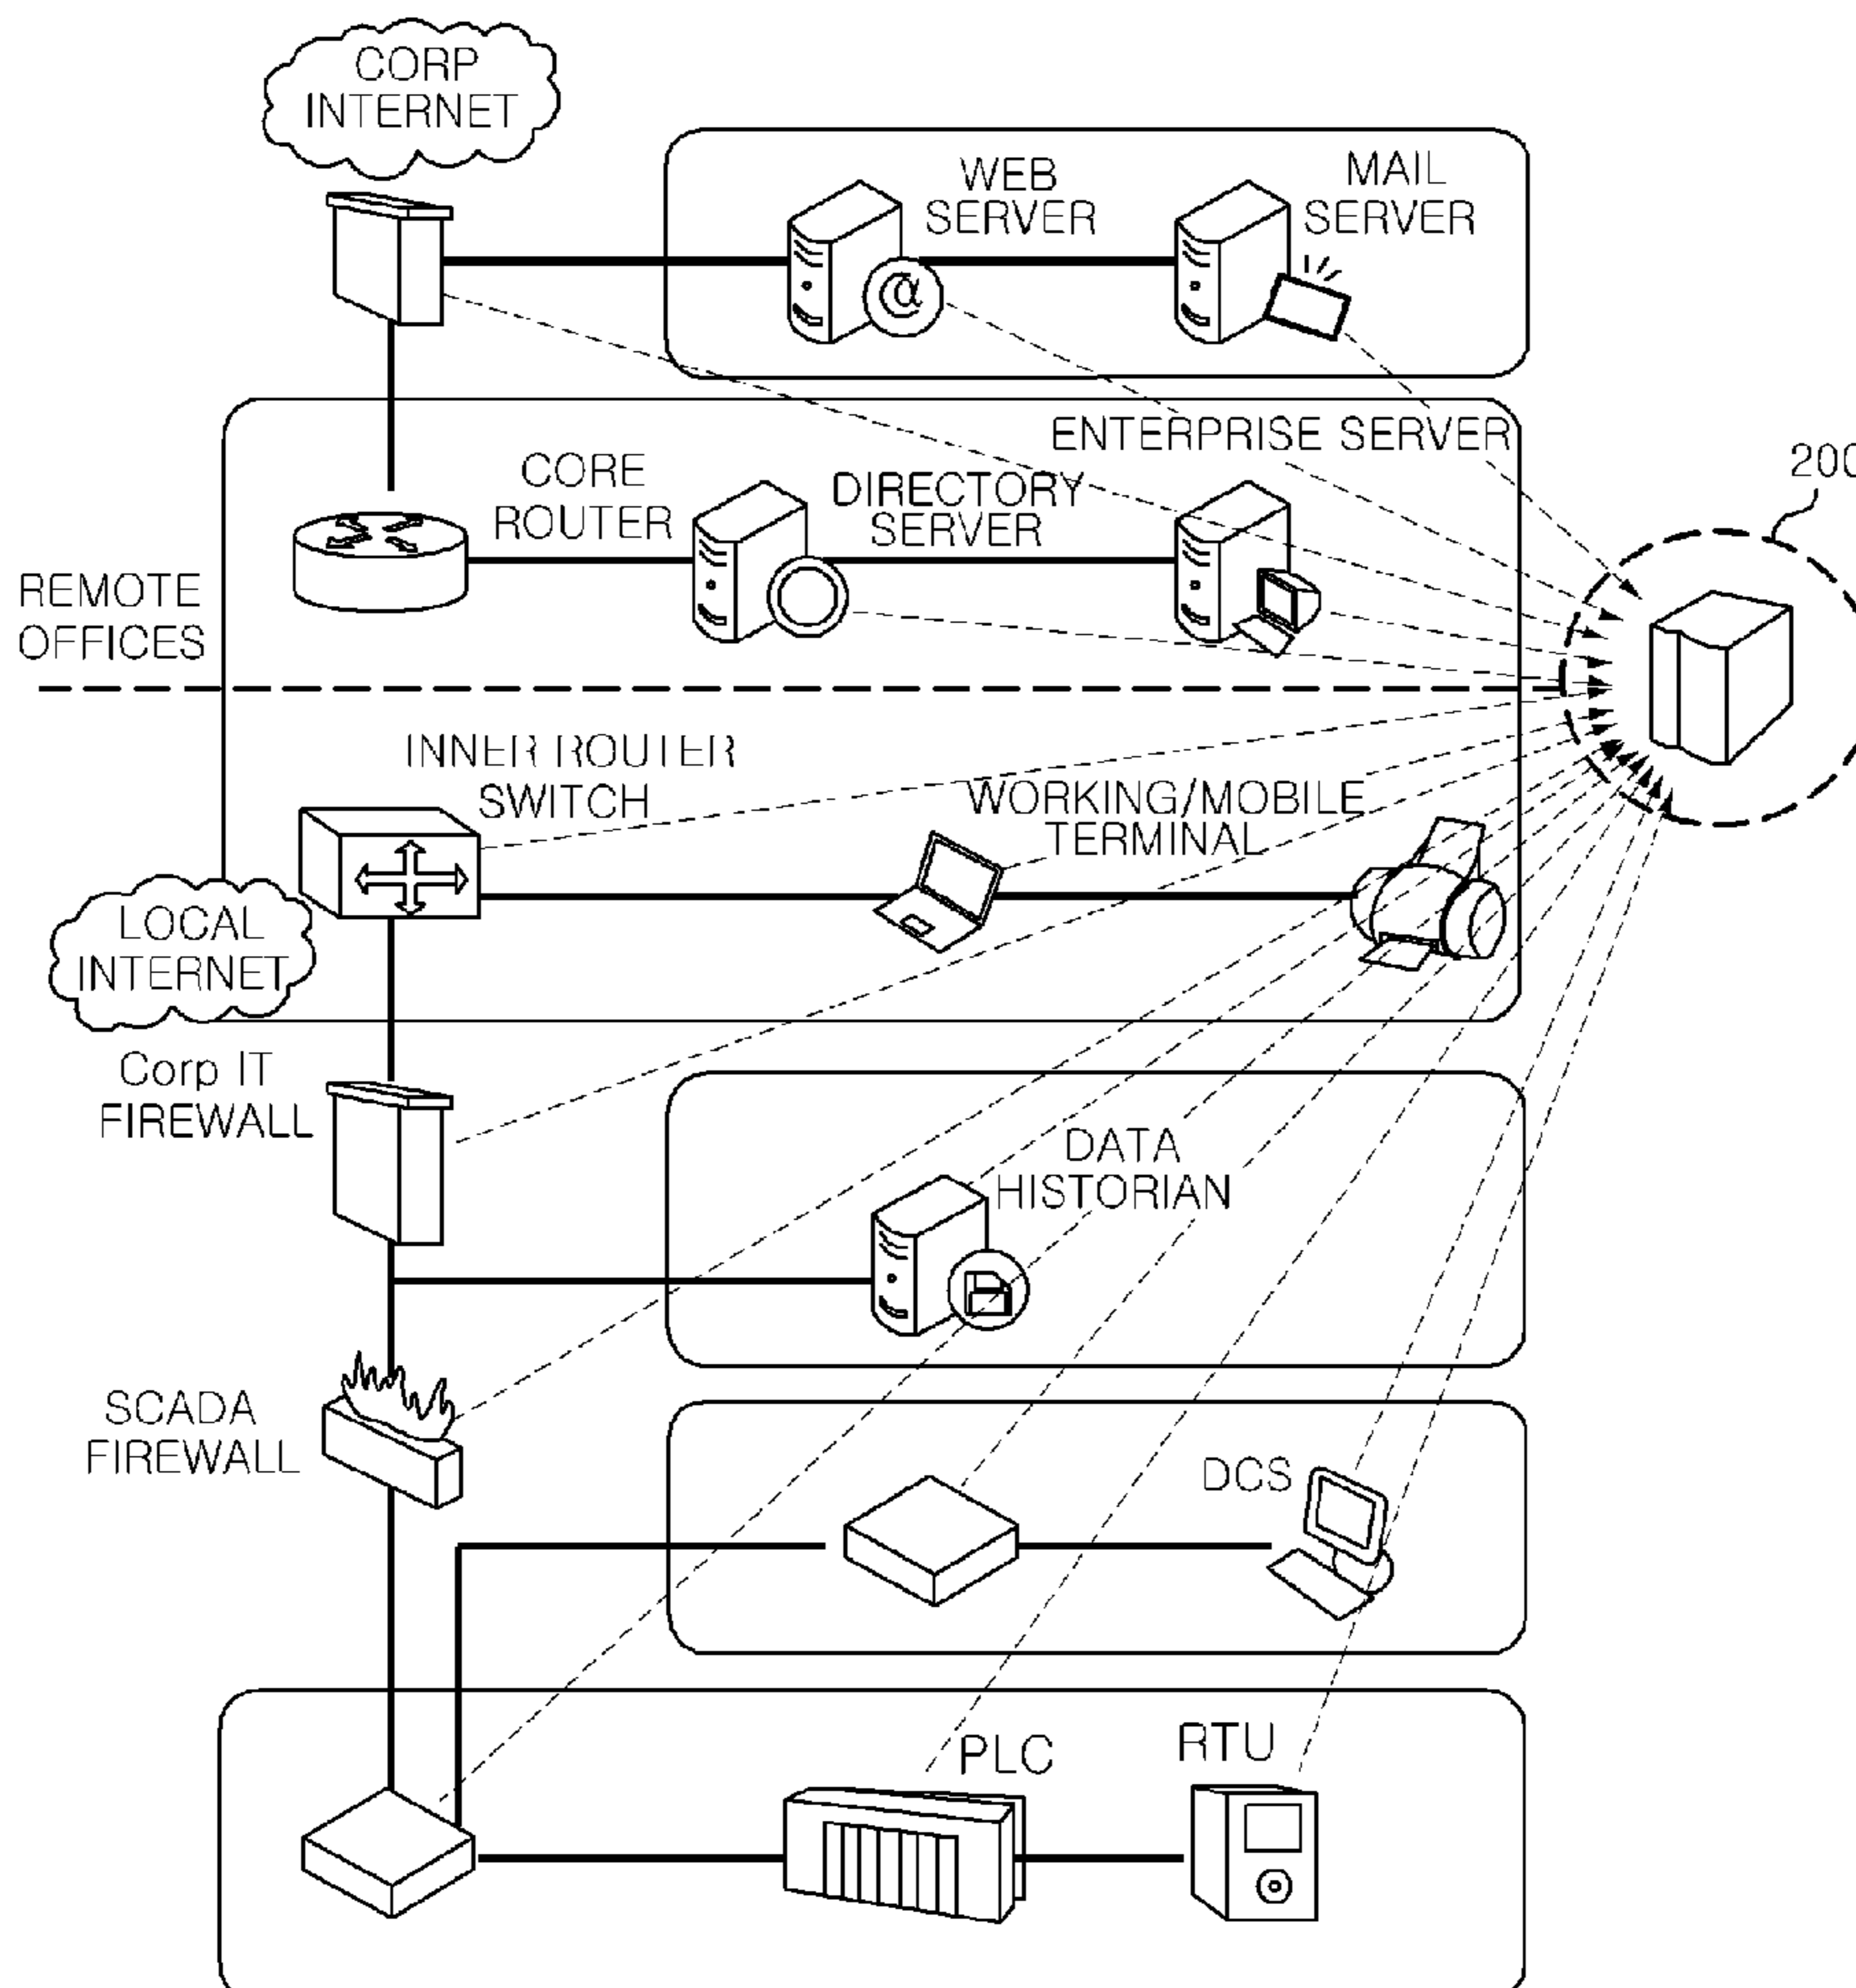 CORP
INTERNET
WEB
SERVER
MAIL
SERVER
@
ENTERPRISE SERVER
200
CORE
ROUTER
DIRECTORY
SERVER
REMOTE
OFFICES
INNER ROUTER
SWITCH
WORKING/MOBILE
TERMINAL
LOCAL
INTERNET
Corp IT
FIREWALL
DATA
HISTORIAN
SCADA
FIREWALL
DCS
PLC
RTU